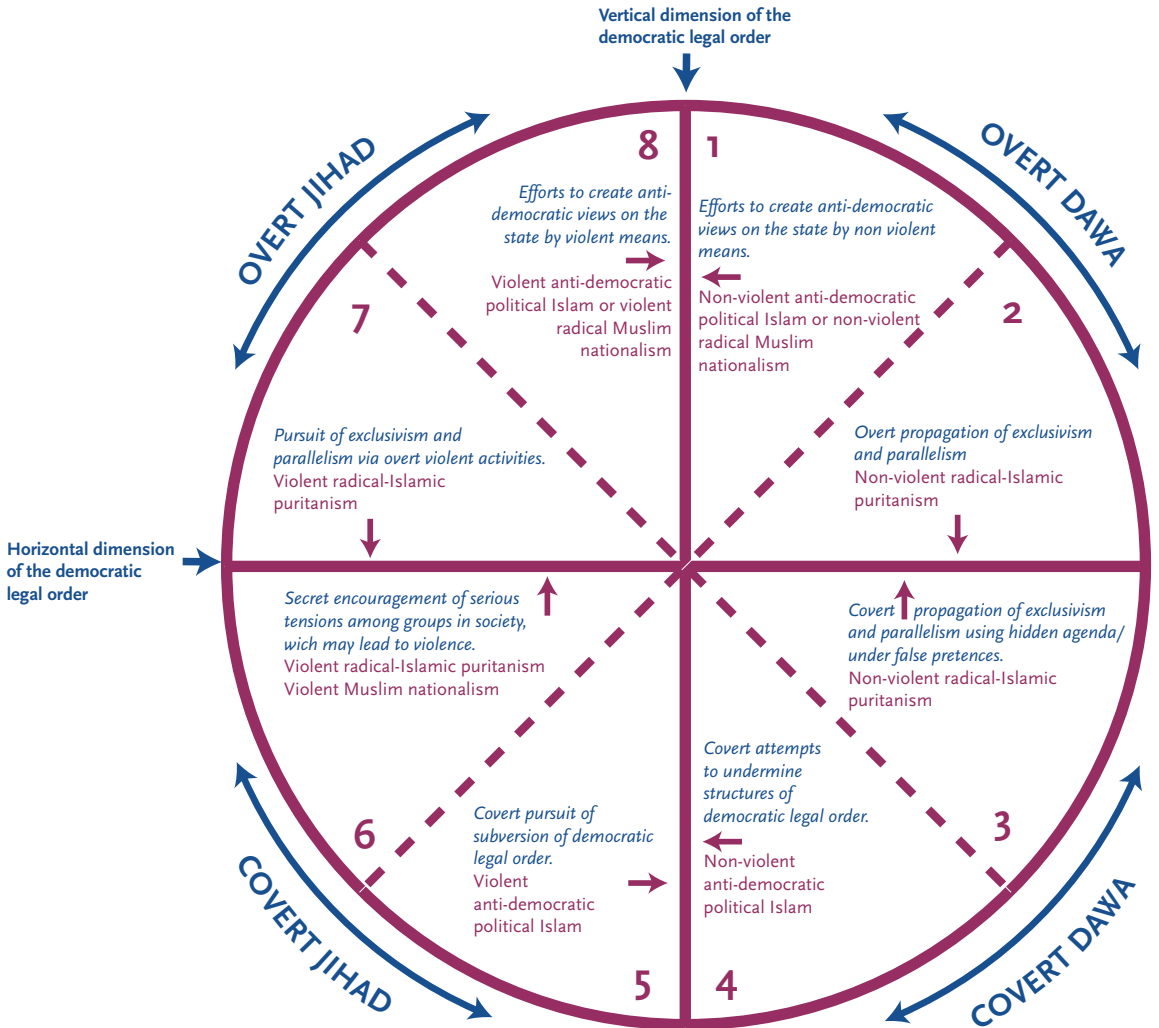 Vertical dimension of the
democratic legal order
OVERT JIHAD
OVERT DAWA
8
1
Efforts to create anti-
democratic views on the
state by violent means.
Violent anti-democratic
political Islam or violent
radical Muslim
nationalism
Efforts to create anti-democratic
views on the state by non violent
means.
Non-violent anti-democratic
political Islam or non-violent
radical Muslim
nationalism
7
2
Pursuit of exclusivism and
parallelism via overt violent activities.
Violent radical-Islamic
puritanism
Overt propagation of exclusivism
and parallelism
Non-violent radical-Islamic
puritanism
Horizontal dimension
of the democratic
legal order
Secret encouragement of serious
tensions among groups in society,
wich may lead to violence.
Violent radical-Islamic puritanism
Violent Muslim nationalism
Covert propagation of exclusivism
and parallelism using hidden agenda/
under false pretences.
Non-violent radical-Islamic
puritanism
6
3
Covert pursuit of
subversion of democratic
legal order.
Violent
anti-democratic
political Islam
Covert attempts
to undermine
structures of
democratic legal order.
Non-violent
anti-democratic
political Islam
5
4
COVERT JIHAD
COVERT DAWA